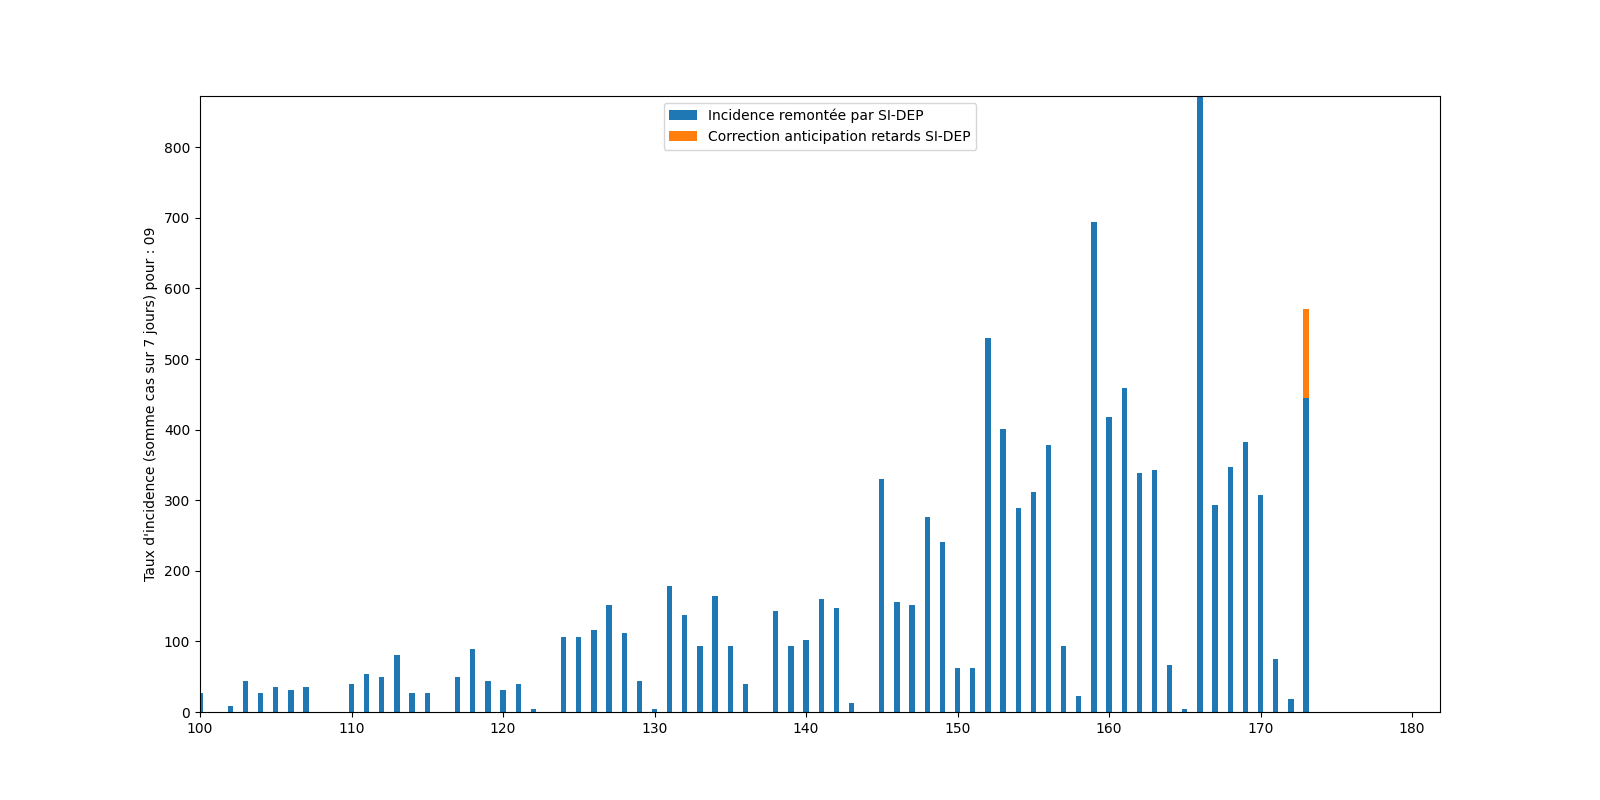 Incidence remontée par SI-DEP
Correction anticipation retards SI-DEP
Taux d'incidence (somme cas sur 7 jours) pour : 09
800
700
600
500
400
300
200
100
0
100 110 120 130 140 150 160 170 180